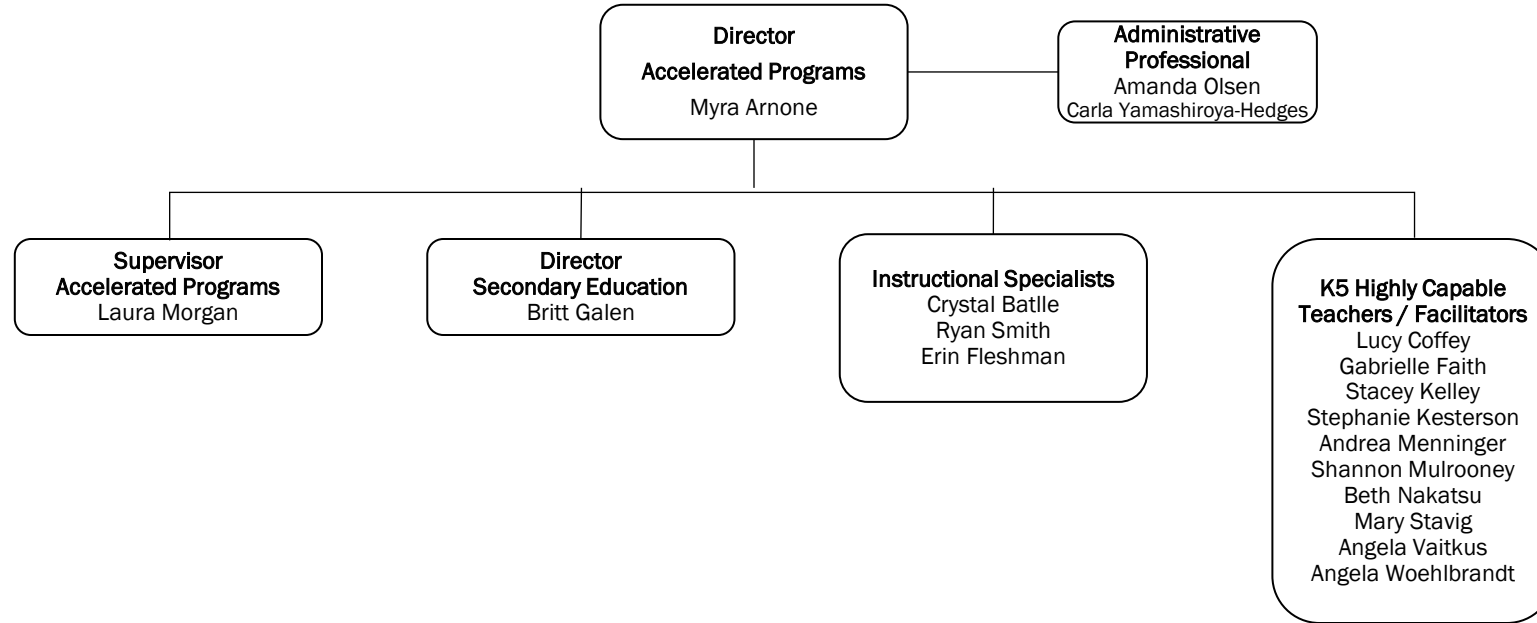 Director
Accelerated Programs
Myra Arnone
Administrative
Professional
Amanda Olsen
Carla Yamashiroya-Hedges
Supervisor
Accelerated Programs
Laura Morgan
Director
Secondary Education
Britt Galen
Instructional Specialists
Crystal Batlle
Ryan Smith
Erin Fleshman
K5 Highly Capable
Teachers / Facilitators
Lucy Coffey
Gabrielle Faith
Stacey Kelley
Stephanie Kesterson
Andrea Menninger
Shannon Mulrooney
Beth Nakatsu
Mary Stavig
Angela Vaitkus
Angela Woehlbrandt